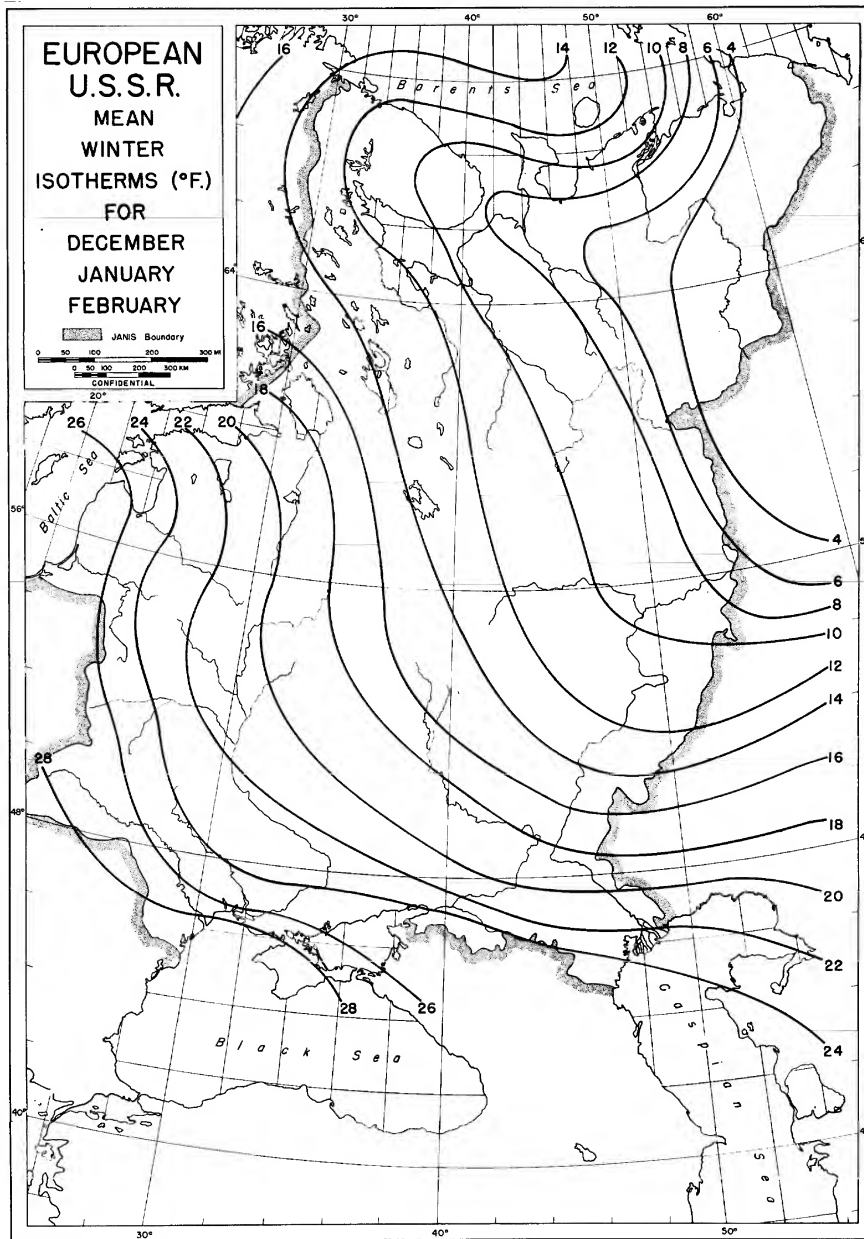 EUROPEAN
U.S.S.R.
MEAN
WINTER
ISOTHERMS (°F.)
FOR
DECEMBER
JANUARY
FEBRUARY
JANIS Boundary
0 50 100 200 300 MI
0 50 100 200 300 KM
CONFIDENTIAL
30° 40° 50° 60°
16 14 12 10 8 6 4
Barents Sea
64°
16
18
20°
26 24 22 20
Baltic Sea
56°
4
6
8
10
12
14
16
28
48°
18
20
22
28 26
24
Black Sea
Caspian Sea
40°
30° 40° 50°